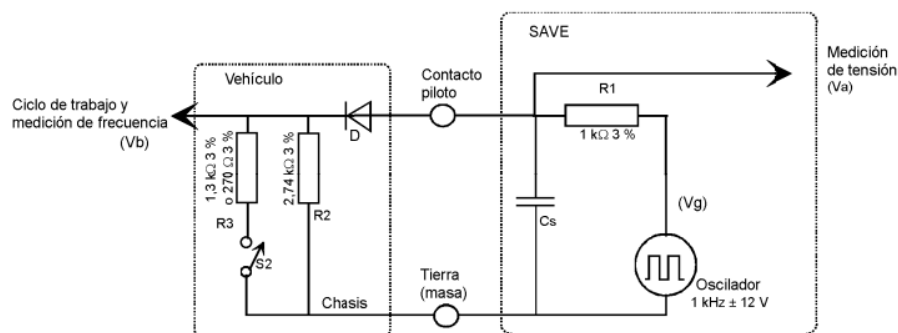 SAVE
Medición
de tensión
(Va)
Vehículo
Contacto
piloto
R1
1 kΩ 3 %
Ciclo de trabajo y
medición de frecuencia
(Vb)
D
1,3 kΩ 3 %
o 270 Ω 3 %
R3
2,74 kΩ 3 %
R2
S2
Cs
(Vg)
Chasis
Tierra
(masa)
Oscilador
1 kHz ± 12 V